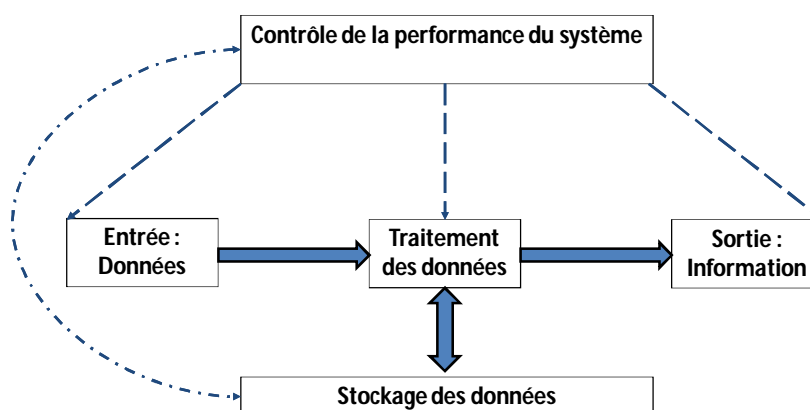 Contrôle de la performance du système
Entrée :
Données
Traitement
des données
Sortie :
Information
Stockage des données